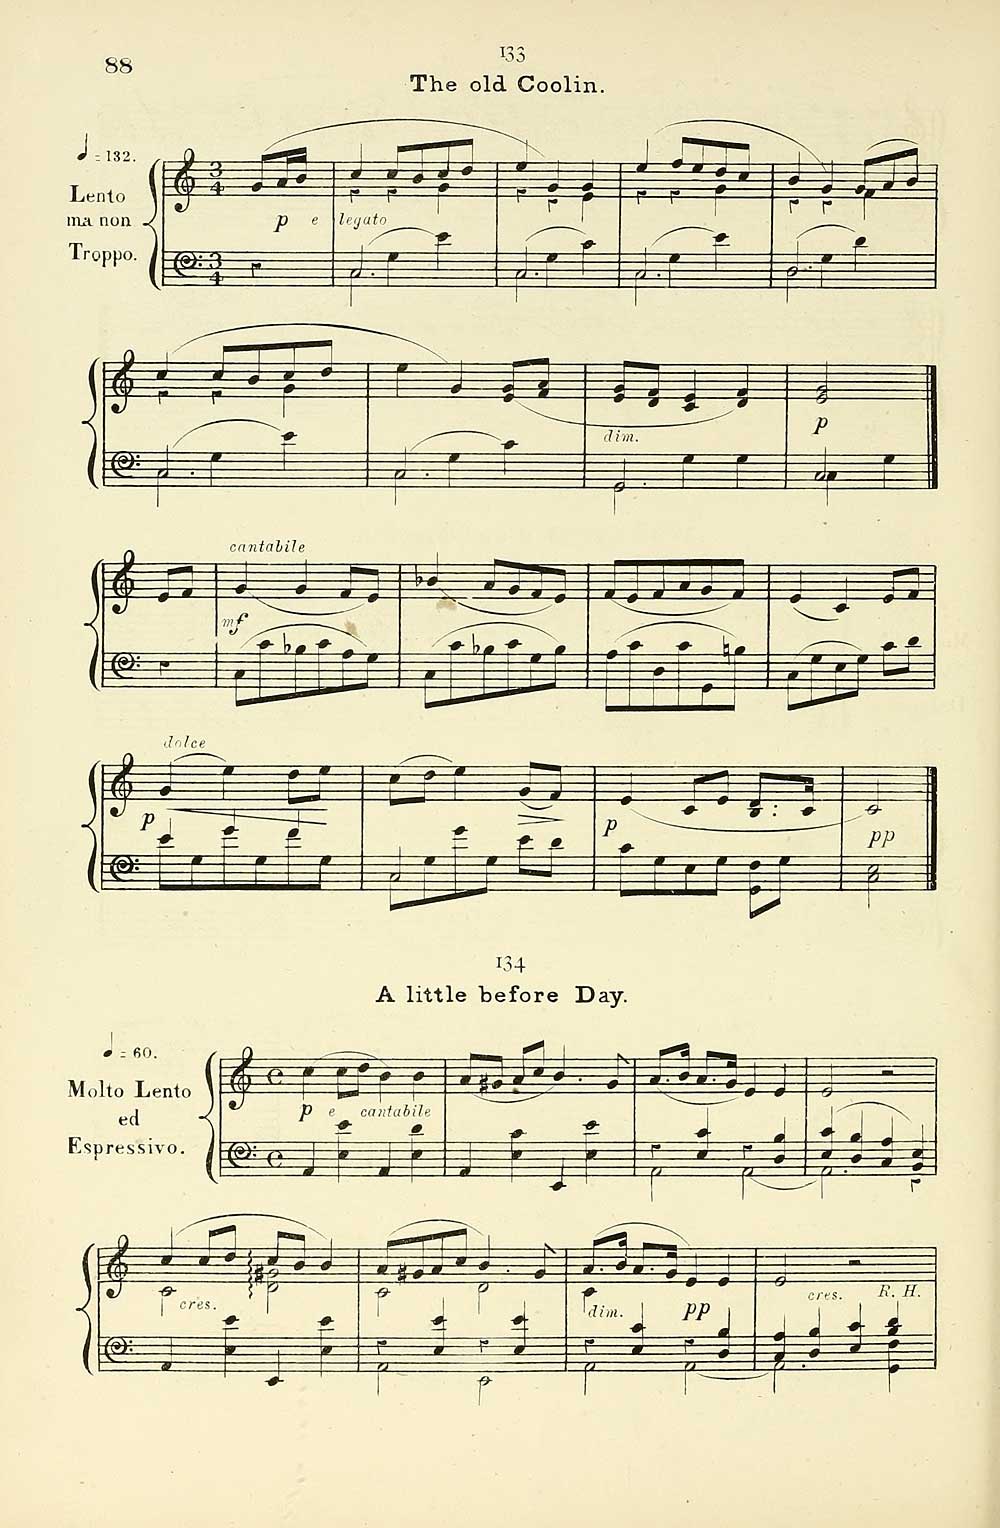 88
133
The old Coolin.
♩ = 132.
Lento
ma non
Troppo.
p e legato
p
dim.
cantabile
mf
dolce
p
p
pp
134
A little before Day.
♩ = 60.
Molto Lento
ed
Espressivo.
p e cantabile
cres.
dim. pp
cres. R. H.